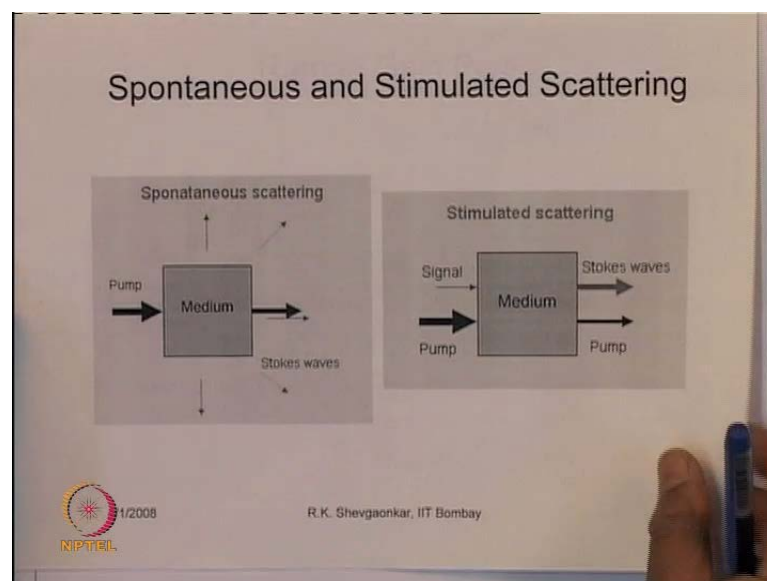 Spontaneous and Stimulated Scattering
Sponataneous scattering
Pump
Medium
Stokes waves
Stimulated scattering
Signal
Pump
Medium
Stokes waves
Pump
1/2008
R.K. Shevgaonkar, IIT Bombay
NPTEL